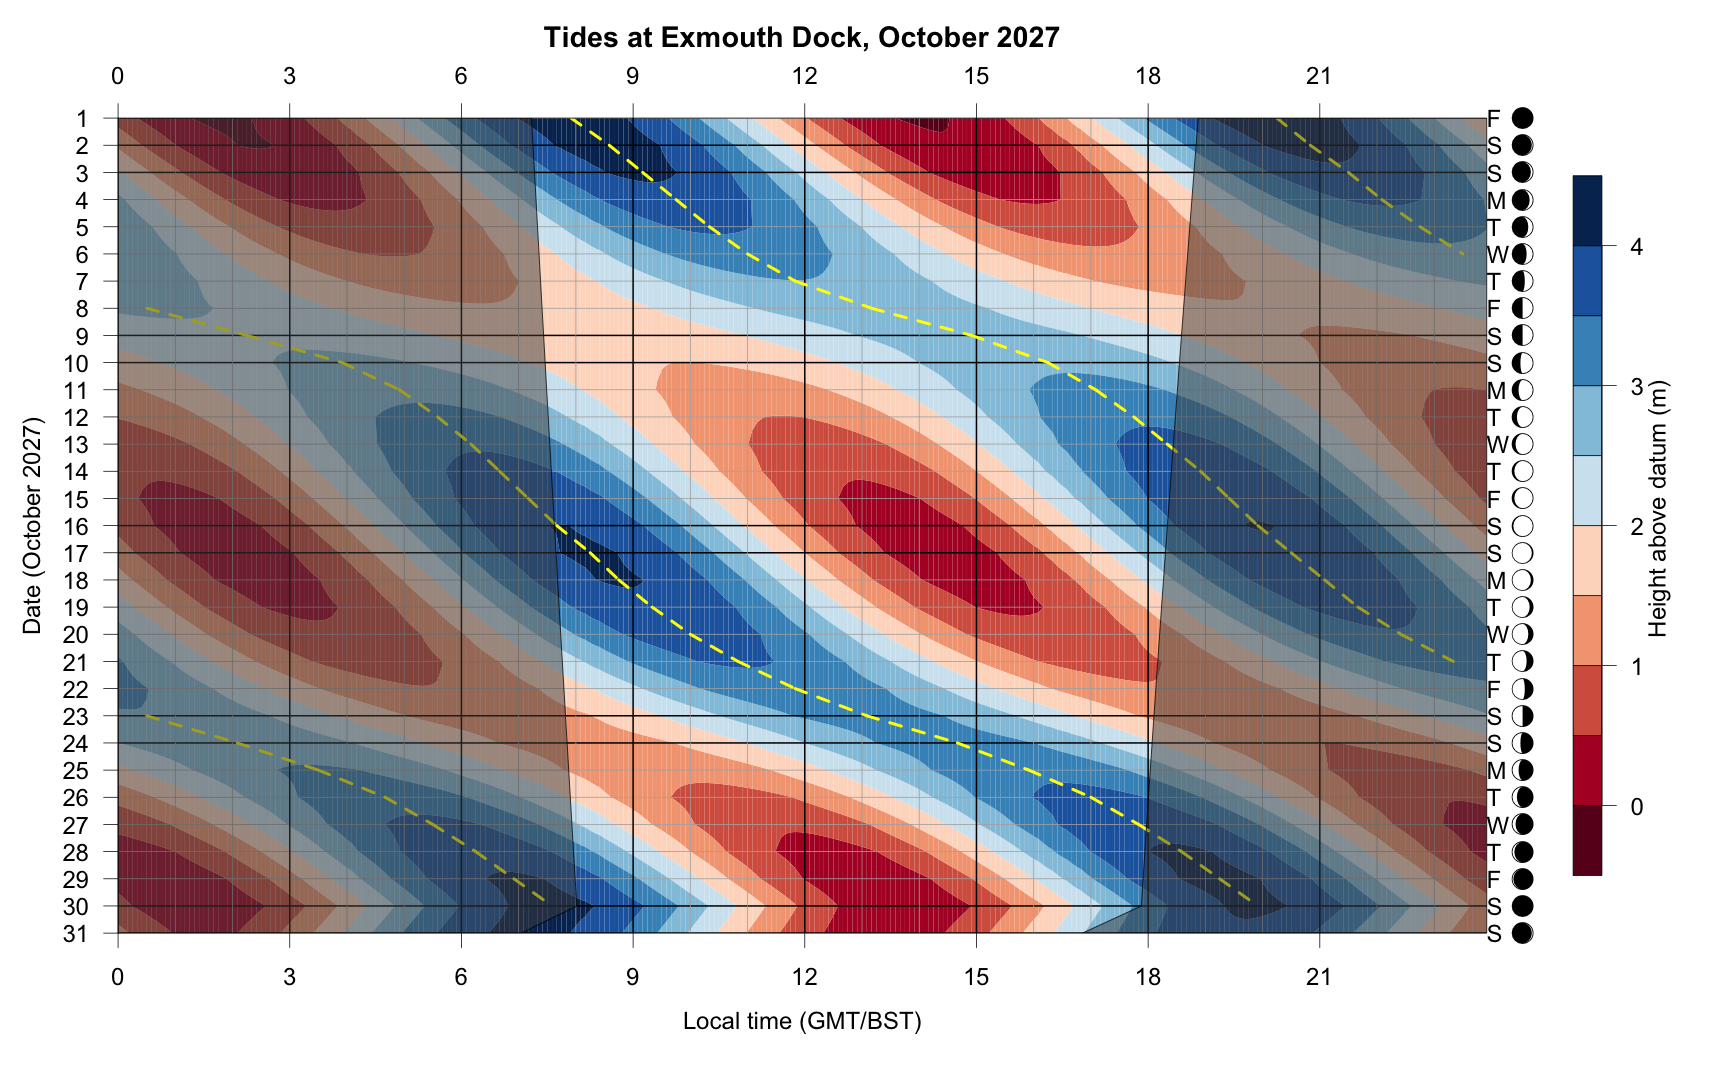 Tides at Exmouth Dock, October 2027
0 3 6 9 12 15 18 21
1 F
2 S
3 S
4 M
5 T
6 W
7 T
8 F
9 S
10 S
11 M
12 T
13 W
14 T
15 F
16 S
17 S
18 M
19 T
20 W
21 T
22 F
23 S
24 S
25 M
26 T
27 W
28 T
29 F
30 S
31 S
0 3 6 9 12 15 18 21
Local time (GMT/BST)
Date (October 2027)
4
3
2
1
0
Height above datum (m)